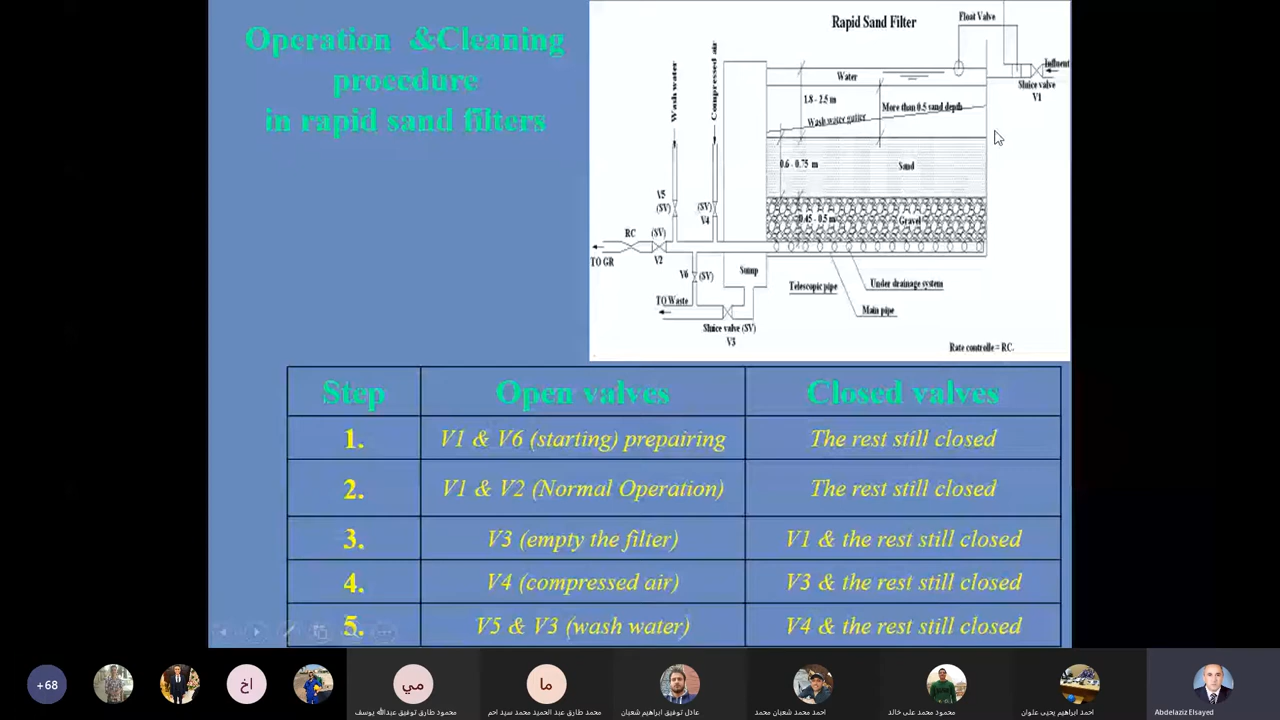 Operation &Cleaning
procedure
in rapid sand filters
Rapid Sand Filter
Float Valve
Influent
Sluice valve
V1
Wash water
Compressed air
Water
1.8 - 2.5 m
More than 0.5 sand depth
Wash water gutter
0.6 - 0.75 m
Sand
0.45 - 0.5 m
Gravel
V5
(SV)
(SV)
V4
RC
(SV)
V2
TO GR
V6
(SV)
Sump
TO Waste
Sluice valve (SV)
V3
Telescopic pipe
Under drainage system
Main pipe
Rate controlle = RC.
Step Open valves Closed valves
1. V1 & V6 (starting) prepairing The rest still closed
2. V1 & V2 (Normal Operation) The rest still closed
3. V3 (empty the filter) V1 & the rest still closed
4. V4 (compressed air) V3 & the rest still closed
5. V5 & V3 (wash water) V4 & the rest still closed
+68
اخ
مي
ما
محمود طارق توفيق عبدالله يوسف
محمد طارق عبد الحميد محمد سيد احم
عادل توفيق ابراهيم شعبان
احمد محمد شعبان محمد
محمود محمد على خالد
احمد ابراهيم يحيى علوان
Abdelaziz Elsayed